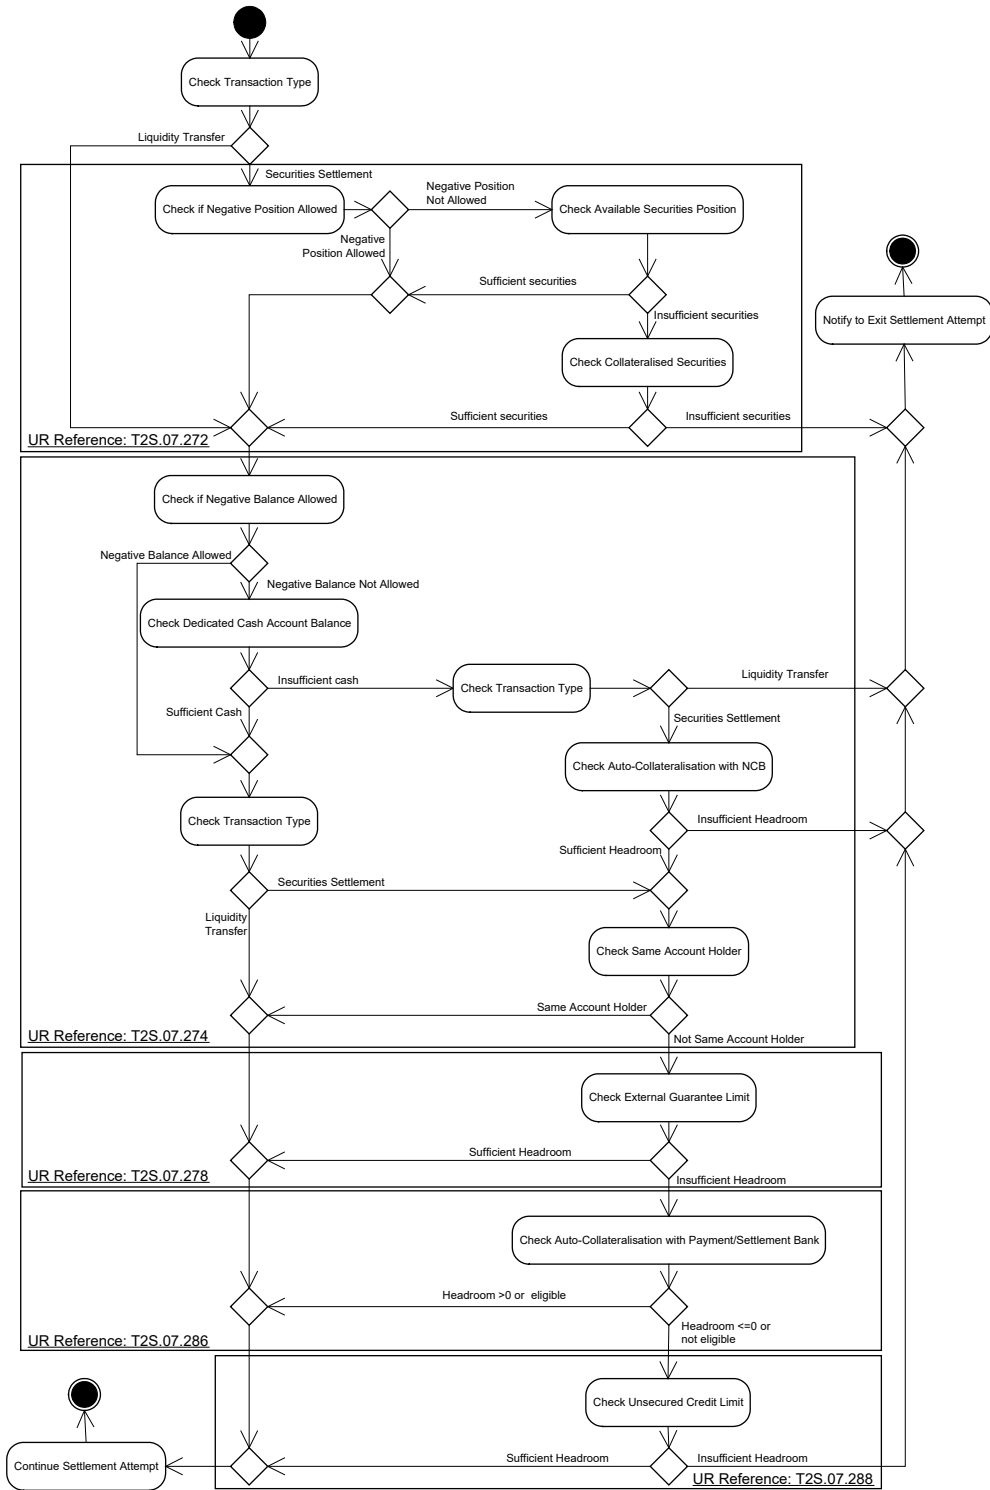 Check Transaction Type
Liquidity Transfer
Securities Settlement
Check if Negative Position Allowed
Negative Position
Not Allowed
Check Available Securities Position
Negative
Position Allowed
Sufficient securities
Insufficient securities
Notify to Exit Settlement Attempt
Check Collateralised Securities
Sufficient securities
Insufficient securities
UR Reference: T2S.07.272
Check if Negative Balance Allowed
Negative Balance Allowed
Negative Balance Not Allowed
Check Dedicated Cash Account Balance
Insufficient cash
Check Transaction Type
Liquidity Transfer
Sufficient Cash
Securities Settlement
Check Auto-Collateralisation with NCB
Check Transaction Type
Insufficient Headroom
Sufficient Headroom
Securities Settlement
Liquidity
Transfer
Check Same Account Holder
Same Account Holder
UR Reference: T2S.07.274
Not Same Account Holder
Check External Guarantee Limit
Sufficient Headroom
UR Reference: T2S.07.278
Insufficient Headroom
Check Auto-Collateralisation with Payment/Settlement Bank
Headroom >0 or  eligible
Headroom <=0 or
not eligible
UR Reference: T2S.07.286
Check Unsecured Credit Limit
Continue Settlement Attempt
Sufficient Headroom
Insufficient Headroom
UR Reference: T2S.07.288